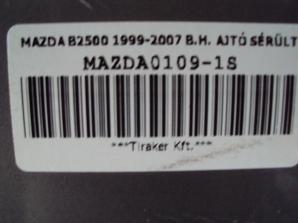 MAZDA B2500 1999-2007 B.H. AJTÓ SÉRÜLT
MAZDA0109-1S
***Tiraker Kft.***